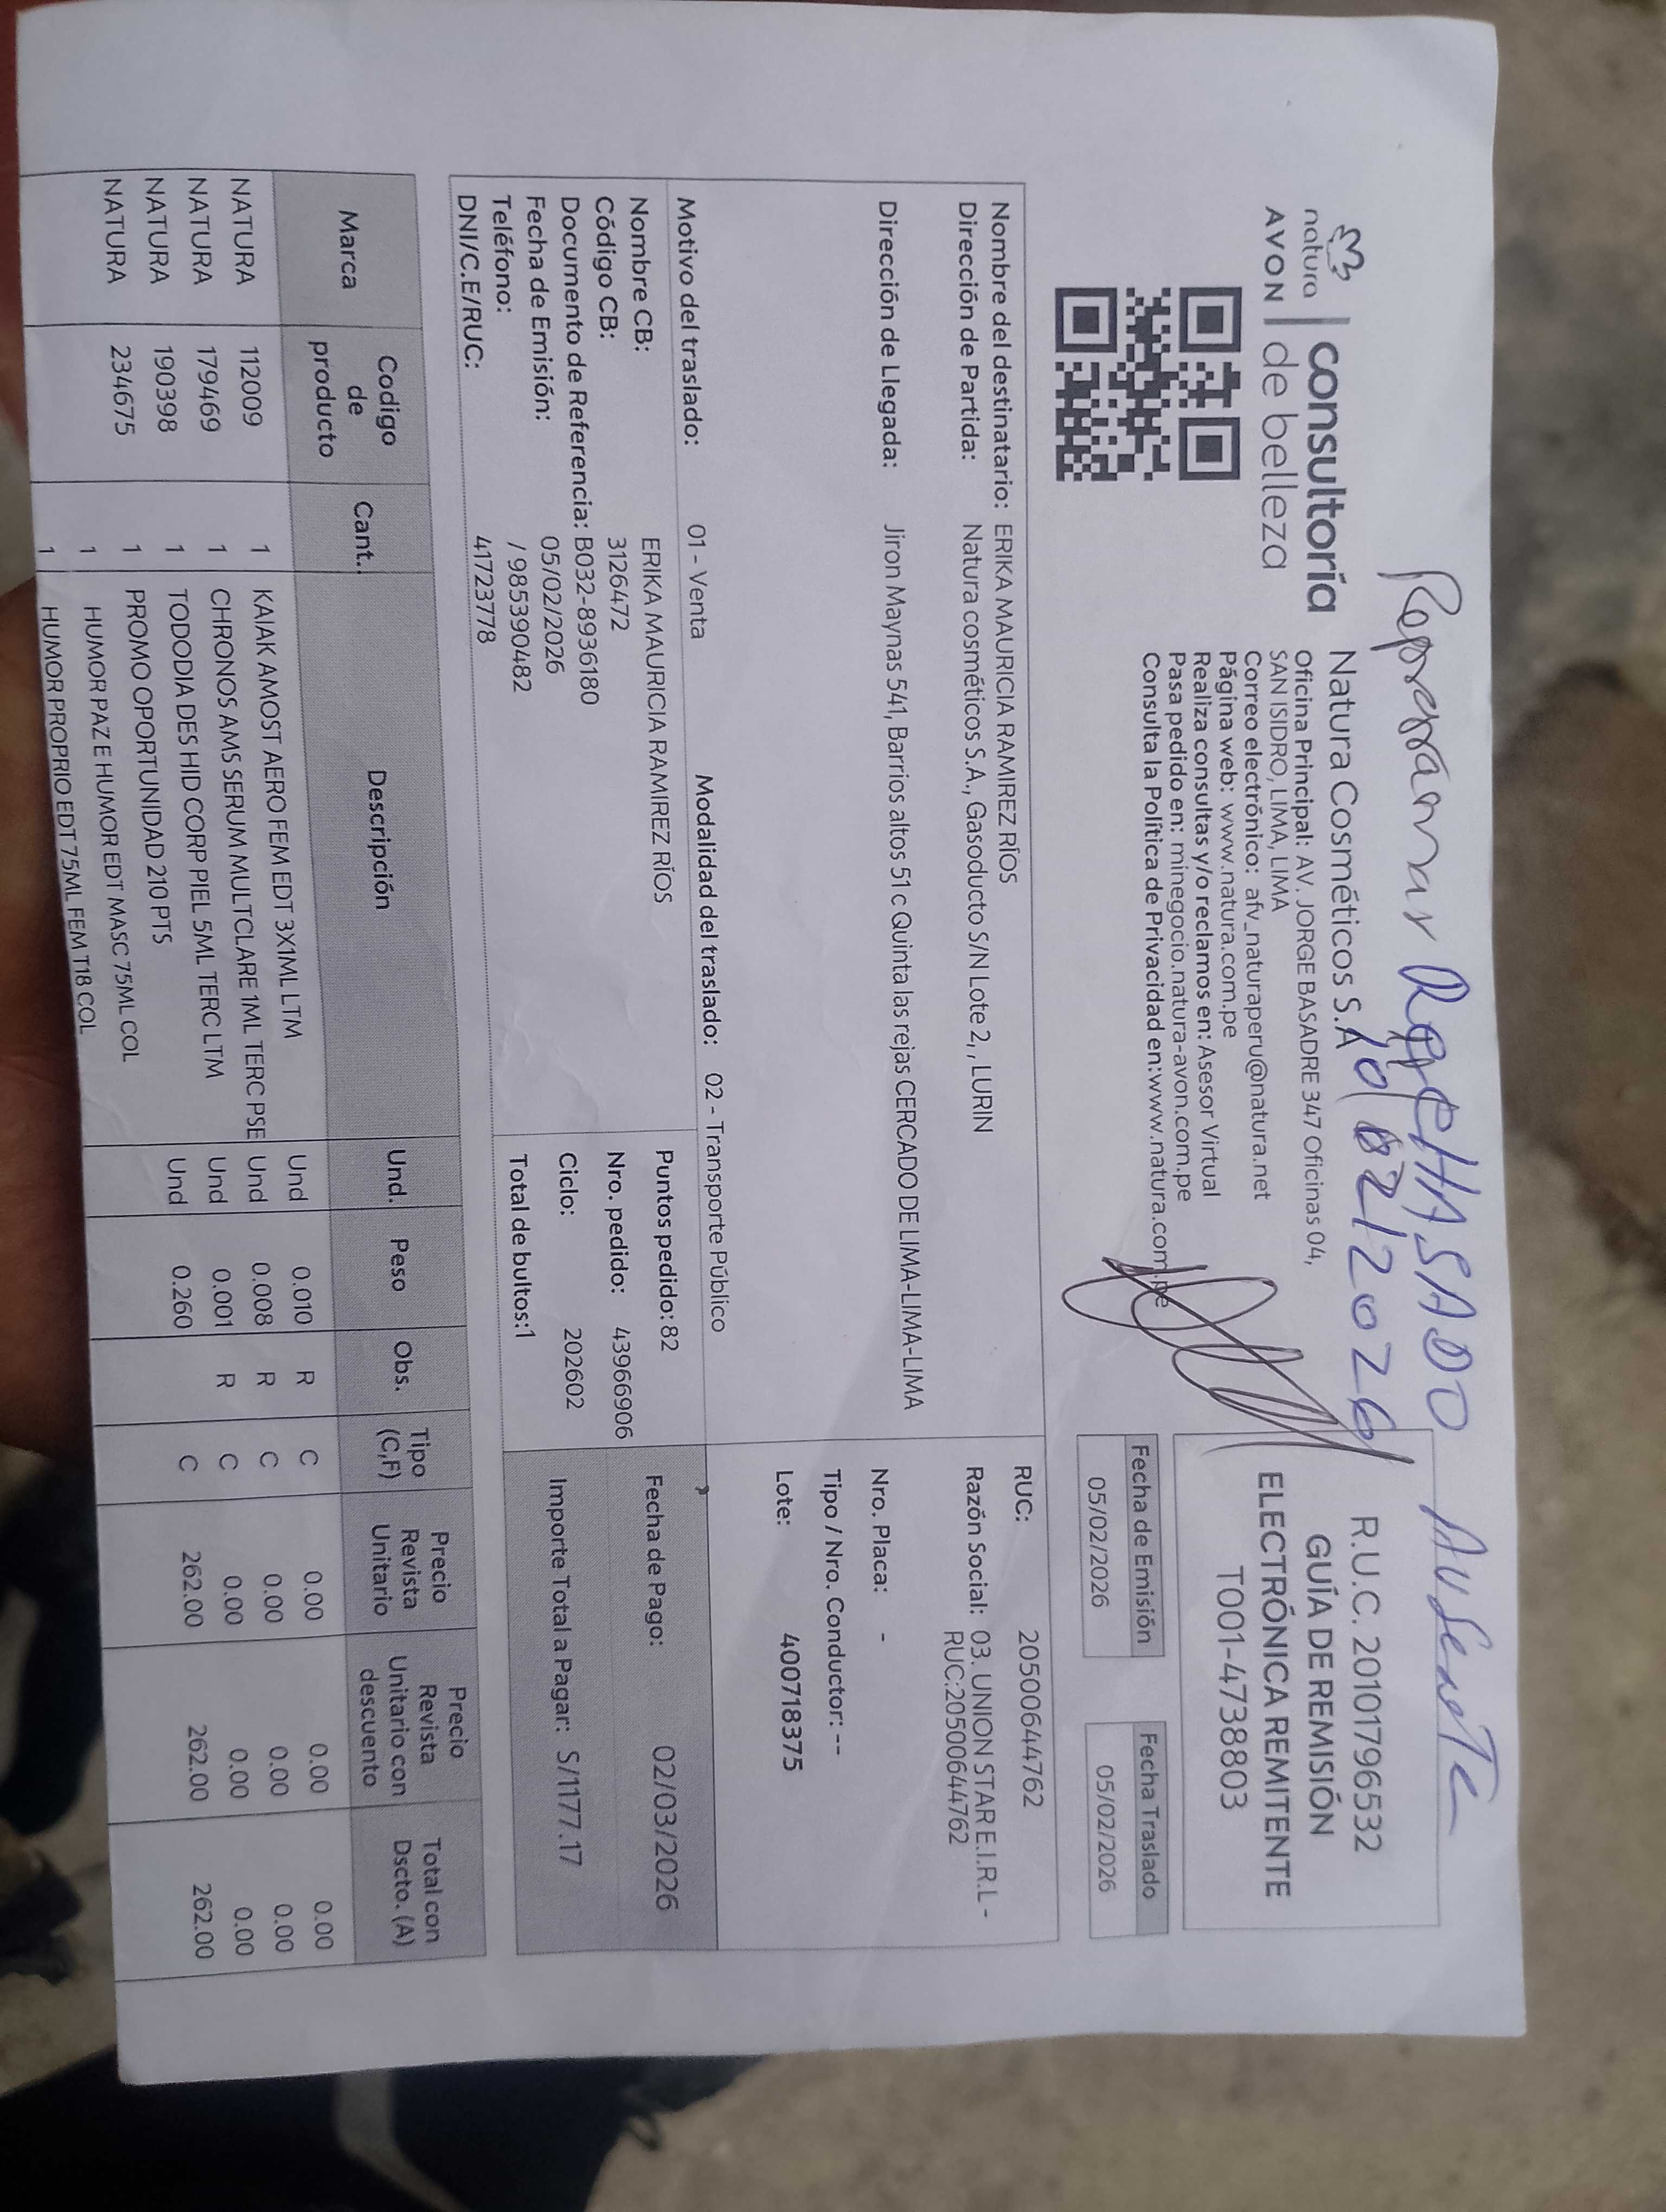 Reprogramar RECHASADO Ausente
10/02/2026
natura
AVON
consultoría
de belleza
Natura Cosméticos S.A
Oficina Principal: AV. JORGE BASADRE 347 Oficinas 04,
SAN ISIDRO, LIMA, LIMA
Correo electrónico: afv_naturaperu@natura.net
Página web: www.natura.com.pe
Realiza consultas y/o reclamos en: Asesor Virtual
Pasa pedido en: minegocio.natura-avon.com.pe
Consulta la Política de Privacidad en:www.natura.com.pe
R.U.C. 20101796532
GUÍA DE REMISIÓN
ELECTRÓNICA REMITENTE
T001-4738803
Fecha de Emisión
05/02/2026
Fecha Traslado
05/02/2026
Nombre del destinatario: ERIKA MAURICIA RAMIREZ RÍOS
Dirección de Partida: Natura cosméticos S.A., Gasoducto S/N Lote 2, , LURIN
Dirección de Llegada: Jiron Maynas 541, Barrios altos 51 c Quinta las rejas CERCADO DE LIMA-LIMA-LIMA
RUC: 20500644762
Razón Social: 03. UNION STAR E.I.R.L -
RUC:20500644762
Nro. Placa: -
Tipo / Nro. Conductor: --
Lote: 400718375
Motivo del traslado: 01 - Venta Modalidad del traslado: 02 - Transporte Público
Nombre CB: ERIKA MAURICIA RAMIREZ RÍOS
Código CB: 3126472
Documento de Referencia: B032-8936180
Fecha de Emisión: 05/02/2026
Teléfono: / 985390482
DNI/C.E/RUC: 41723778
Puntos pedido:82
Nro. pedido: 43966906
Ciclo: 202602
Total de bultos:1
Fecha de Pago: 02/03/2026
Importe Total a Pagar: S/1177.17
Marca Codigo de producto Cant.. Descripción Und. Peso Obs. Tipo (C,F) Precio Revista Unitario Precio Revista Unitario con descuento Total con Dscto. (A)
NATURA 112009 1 KAIAK AMOST AERO FEM EDT 3X1ML LTM Und 0.010 R C 0.00 0.00 0.00
NATURA 179469 1 CHRONOS AMS SERUM MULTCLARE 1ML TERC PSE Und 0.008 R C 0.00 0.00 0.00
NATURA 190398 1 TODODIA DES HID CORP PIEL 5ML TERC LTM Und 0.001 R C 0.00 0.00 0.00
NATURA 234675 1 PROMO OPORTUNIDAD 210 PTS Und 0.260 C 262.00 262.00 262.00
1 HUMOR PAZ E HUMOR EDT MASC 75ML COL
1 HUMOR PROPRIO EDT 75ML FEM T18 COL